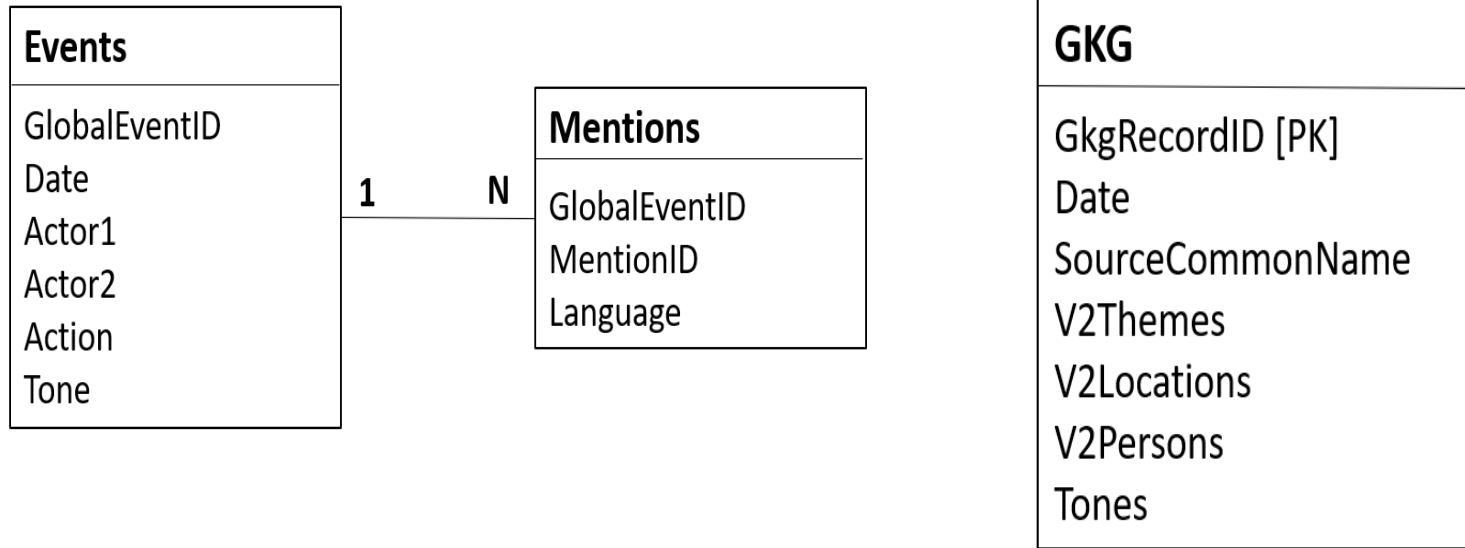 Events
GlobalEventID
Date
Actor1
Actor2
Action
Tone
1
N
Mentions
GlobalEventID
MentionID
Language
GKG
GkgRecordID [PK]
Date
SourceCommonName
V2Themes
V2Locations
V2Persons
Tones